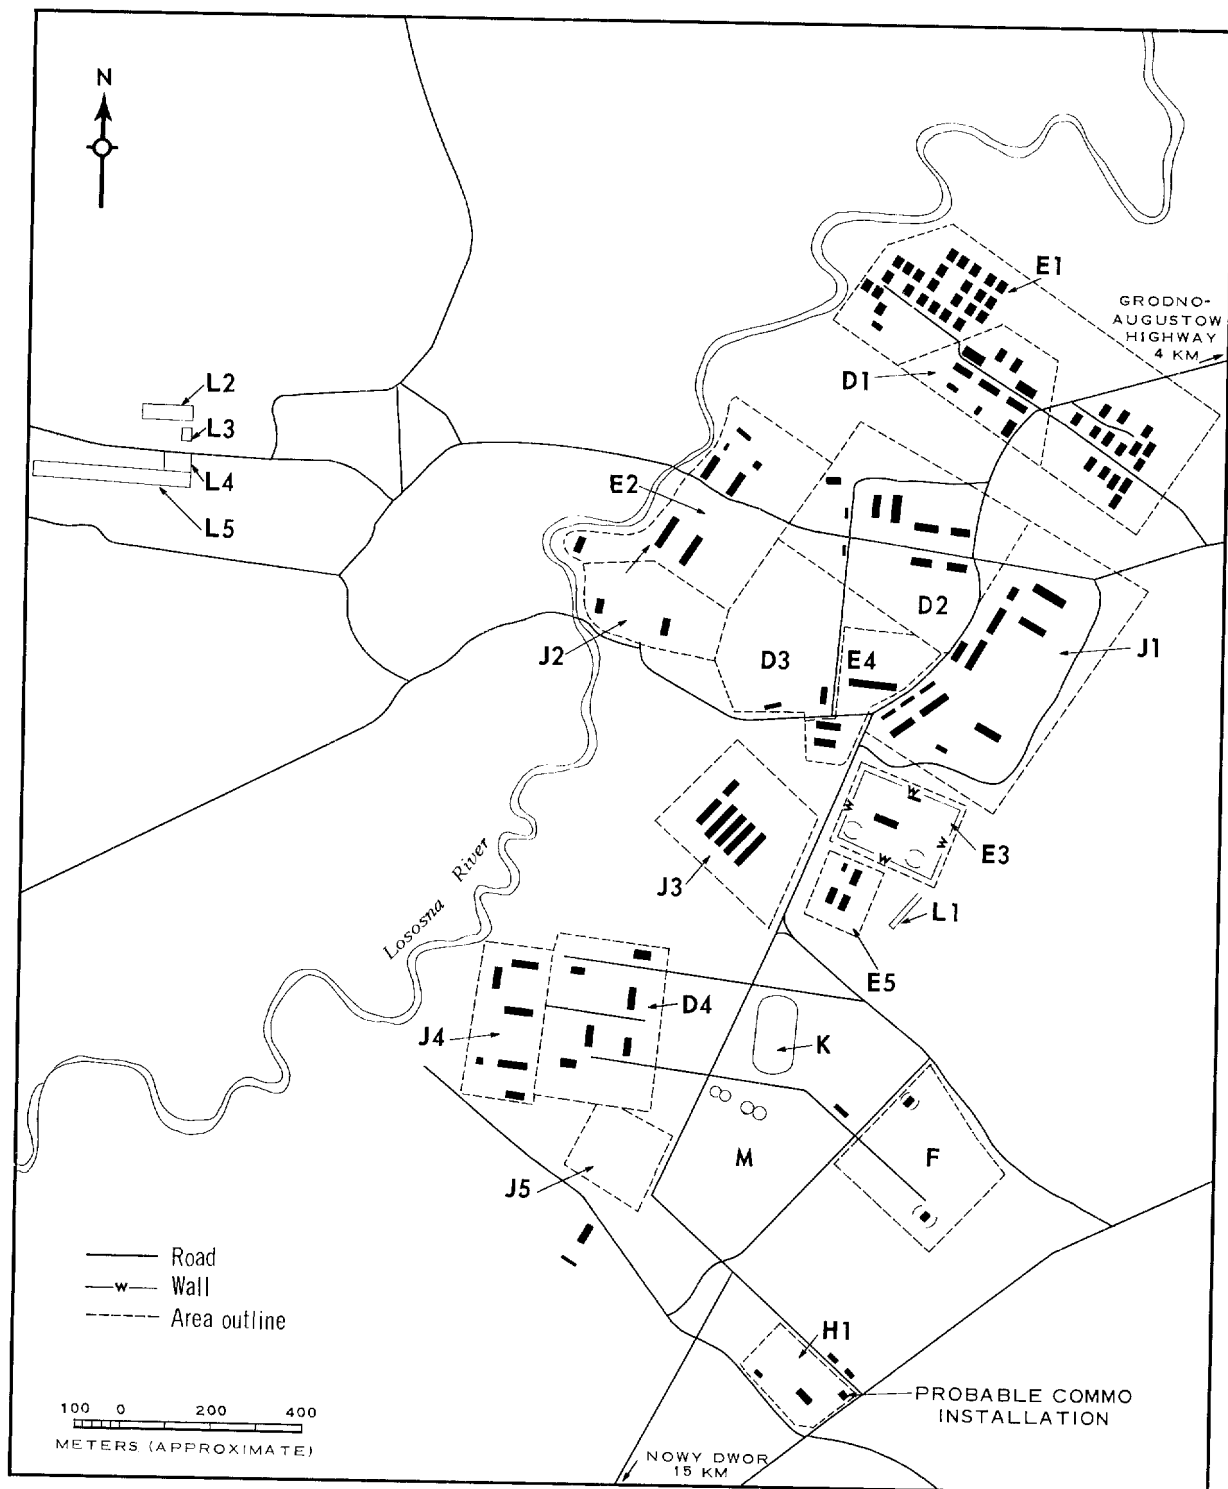 N
E1
GRODNO-
AUGUSTOW
HIGHWAY
4 KM
D1
L2
L3
L4
L5
E2
D2
J2
D3
E4
J1
W
W
W
W
E3
J3
L1
E5
Lososna River
D4
J4
K
M
F
J5
Road
W Wall
Area outline
H1
PROBABLE COMMO
INSTALLATION
100 0 200 400
METERS (APPROXIMATE)
NOWY DWOR
15 KM